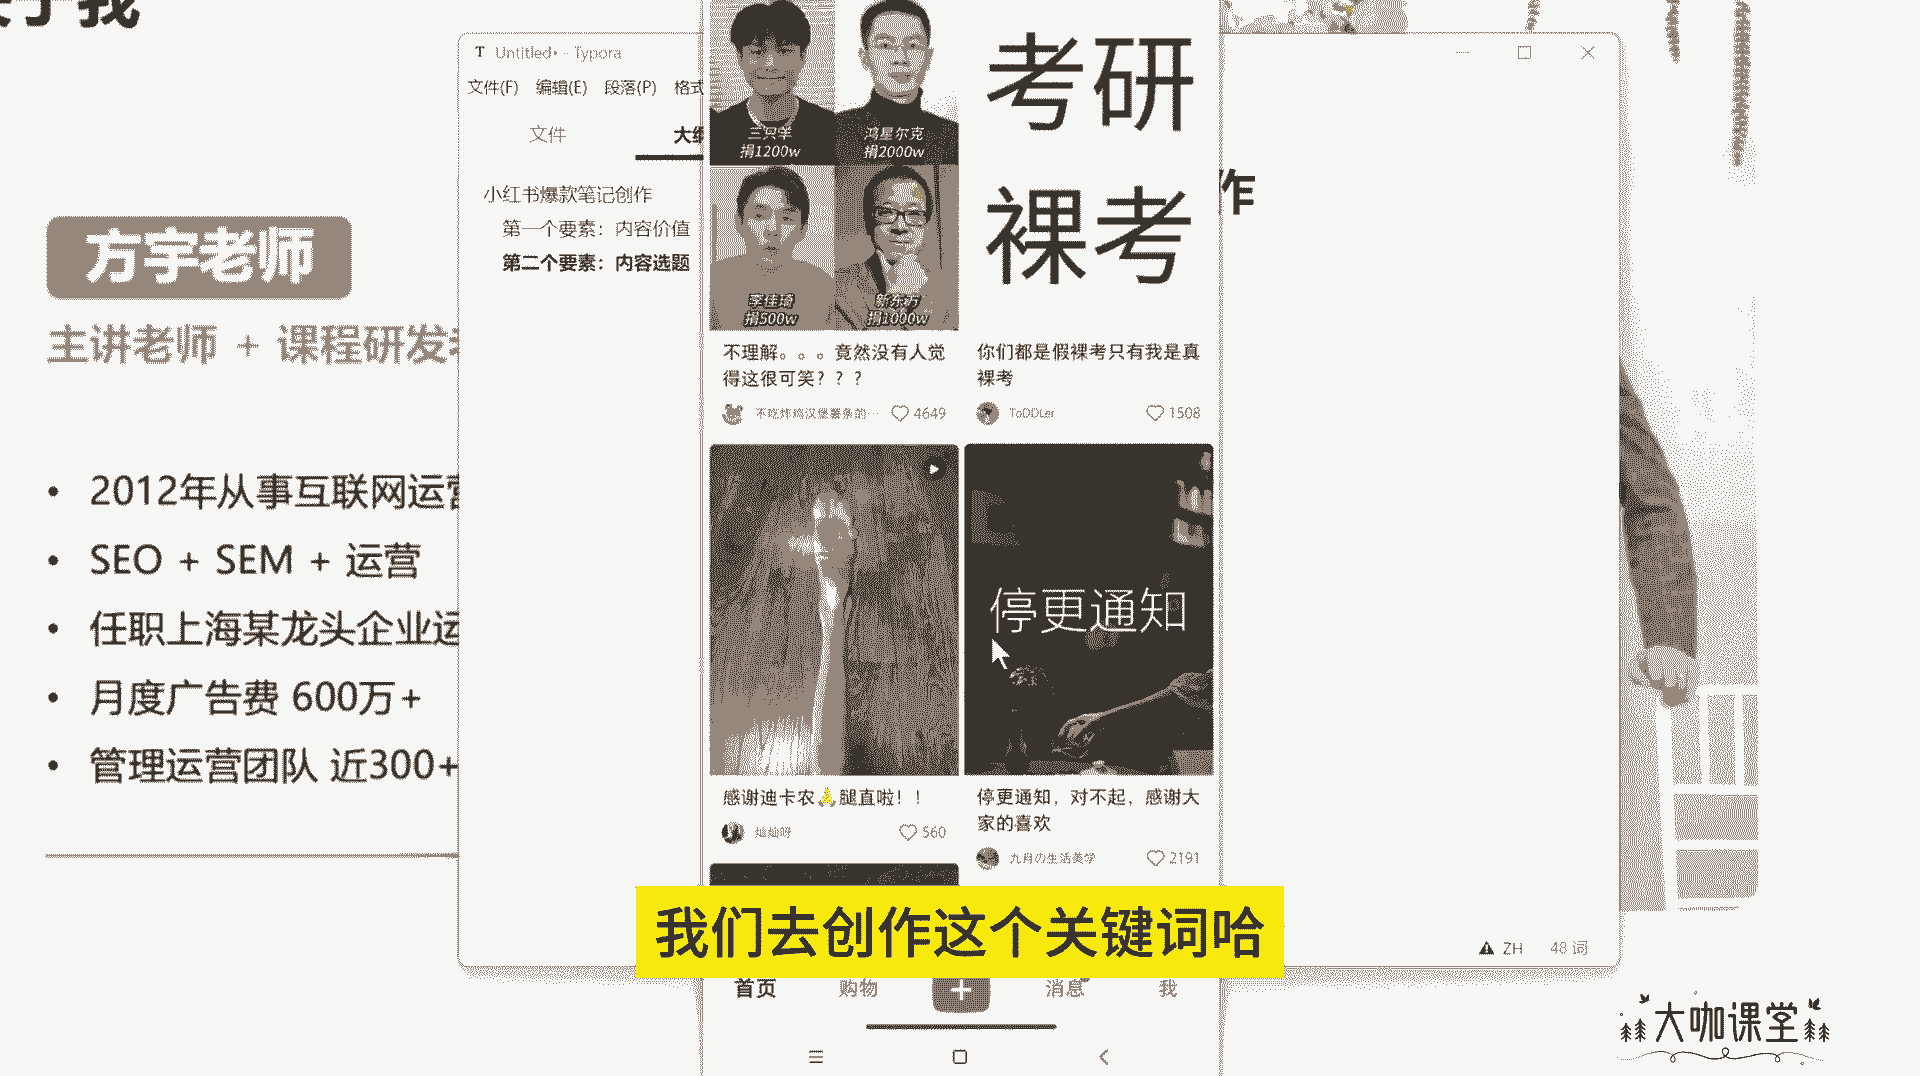 于我
方宇老师
主讲老师 + 课程研发老
2012年从事互联网运营
SEO + SEM + 运营
任职上海某龙头企业运
月度广告费 600万+
管理运营团队 近300+
Untitled• - Typora
文件(F) 编辑(E) 段落(P) 格式
文件
大纲
小红书爆款笔记创作
第一个要素：内容价值
第二个要素：内容选题
作
三只羊
捐1200w
鸿星尔克
捐2000w
李佳琦
捐500w
新东方
捐1000w
不理解。。。竟然没有人觉
得这很可笑？？？
不吃炸鸡汉堡薯条的…
4649
考研
裸考
你们都是假裸考只有我是真
裸考
ToDDLer
1508
感谢迪卡农🙏腿直啦！！
灿灿呀
560
停更通知
停更通知，对不起，感谢大
家的喜欢
九月の生活美学
2191
我们去创作这个关键词哈
首页
购物
消息
我
ZH
48 词
大咖课堂